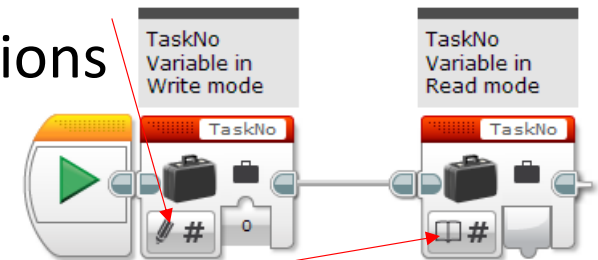 ions
TaskNo
Variable in
Write mode
TaskNo
Variable in
Read mode
TaskNo
#
0
TaskNo
#